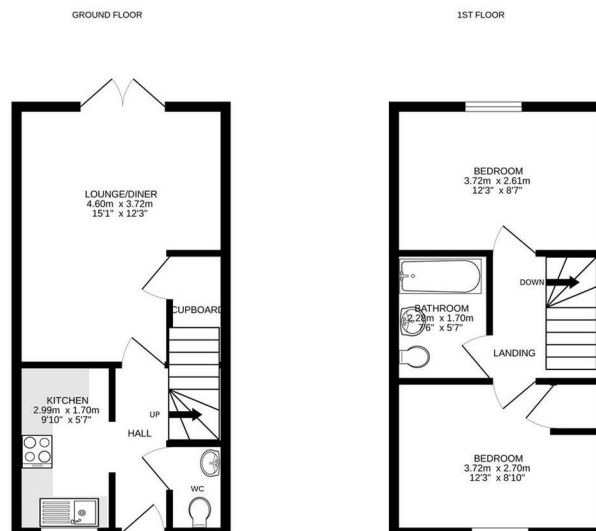 GROUND FLOOR
1ST FLOOR
LOUNGE/DINER
4.60m x 3.72m
15'1" x 12'3"
CUPBOARD
KITCHEN
2.99m x 1.70m
9'10" x 5'7"
UP
HALL
WC
BEDROOM
3.72m x 2.61m
12'3" x 8'7"
DOWN
BATHROOM
2.28m x 1.70m
7'6" x 5'7"
LANDING
BEDROOM
3.72m x 2.70m
12'3" x 8'10"